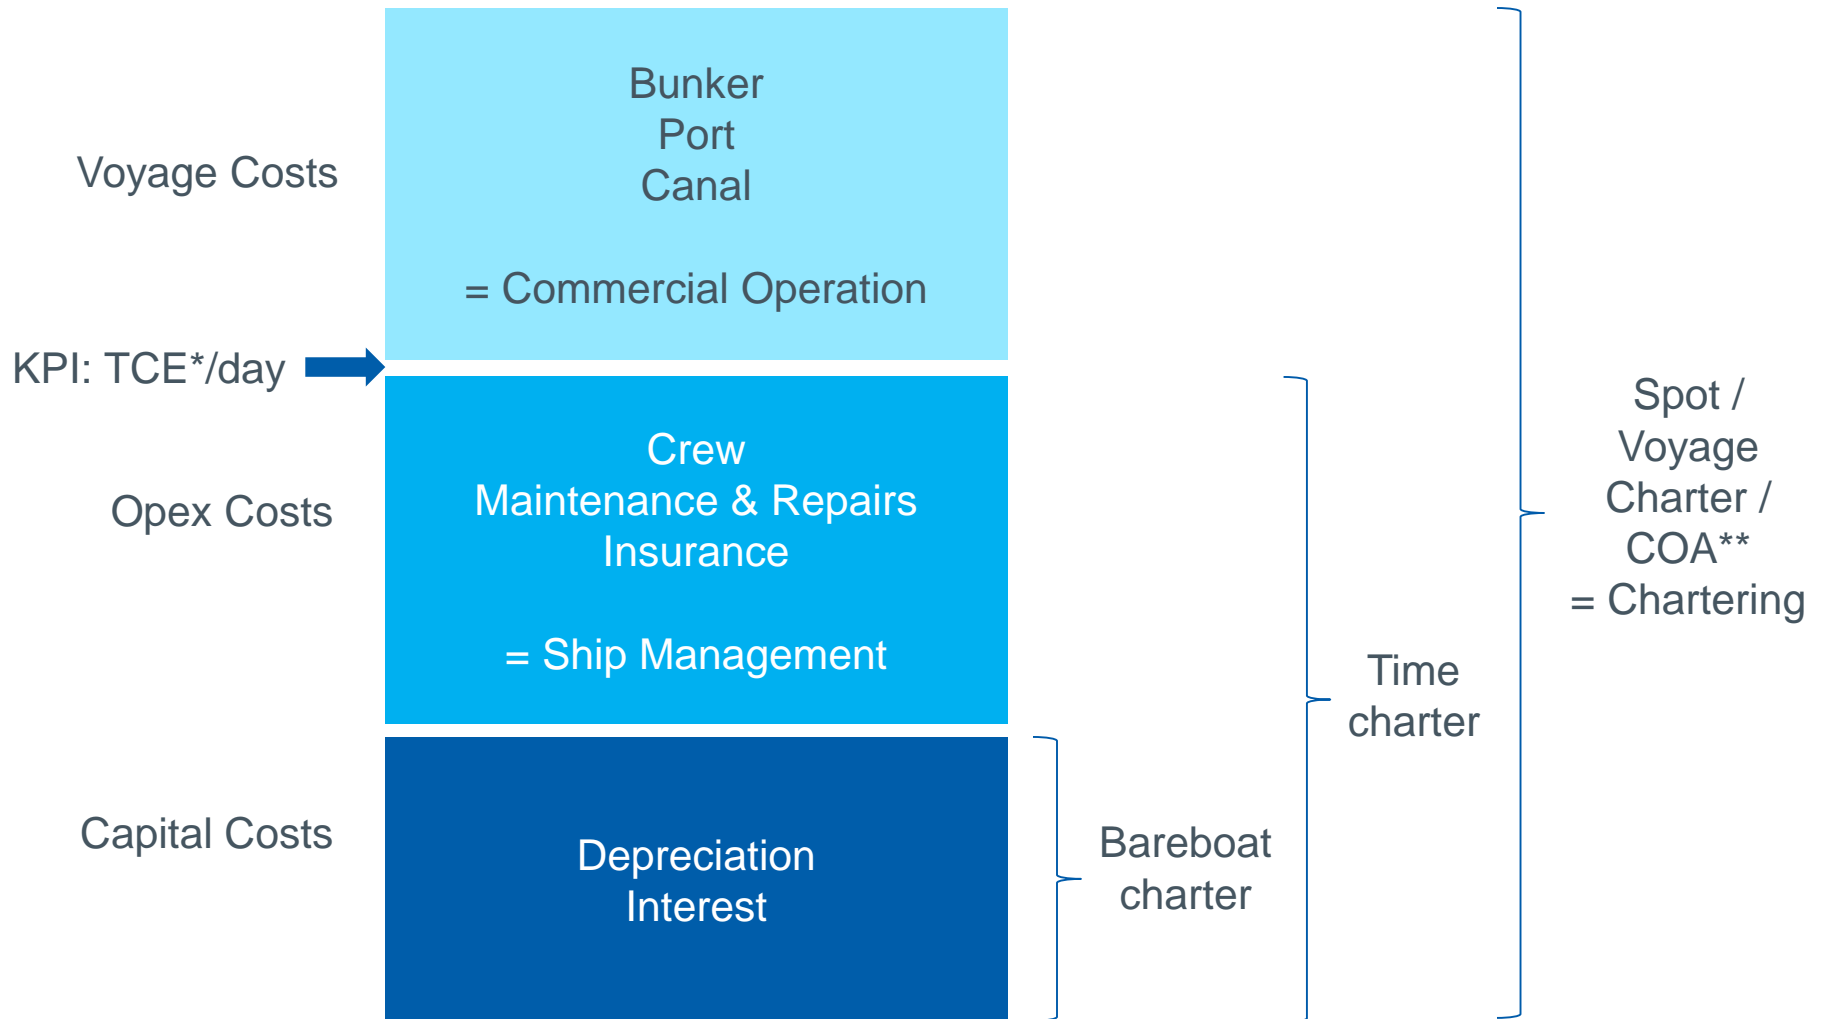 Voyage Costs
Bunker
Port
Canal
= Commercial Operation
KPI: TCE*/day
Opex Costs
Crew
Maintenance & Repairs
Insurance
= Ship Management
Capital Costs
Depreciation
Interest
Bareboat
charter
Time
charter
Spot /
Voyage
Charter /
COA**
= Chartering